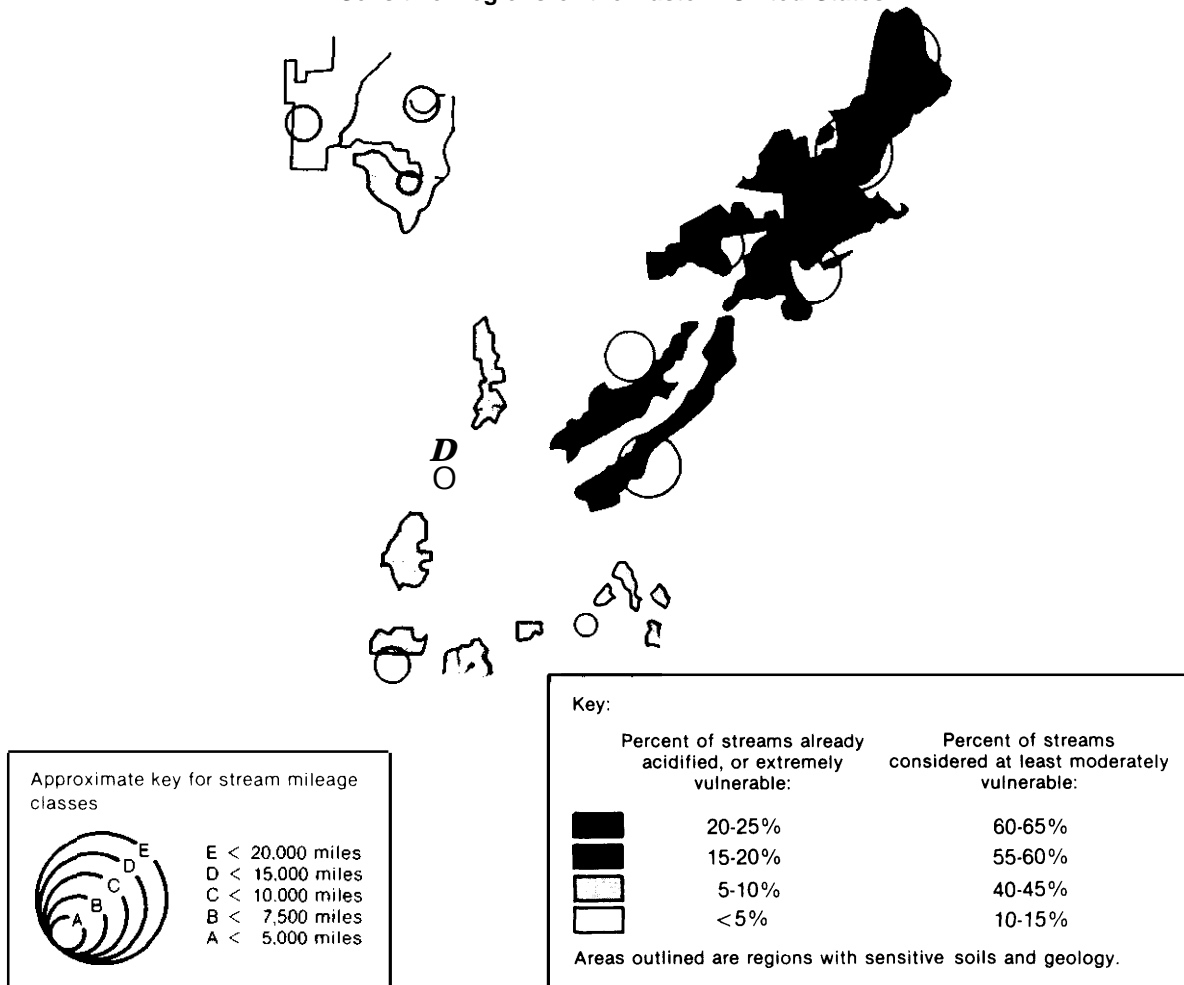 D
Approximate key for stream mileage
classes
E
D
C
B
A
E < 20.000 miles
D < 15.000 miles
C < 10.000 miles
B < 7,500 miles
A < 5,000 miles
Key:
Percent of streams already
acidified, or extremely
vulnerable:
Percent of streams
considered at least moderately
vulnerable:
20-25% 60-65%
15-20% 55-60%
5-10% 40-45%
<5% 10-15%
Areas outlined are regions with sensitive soils and geology.